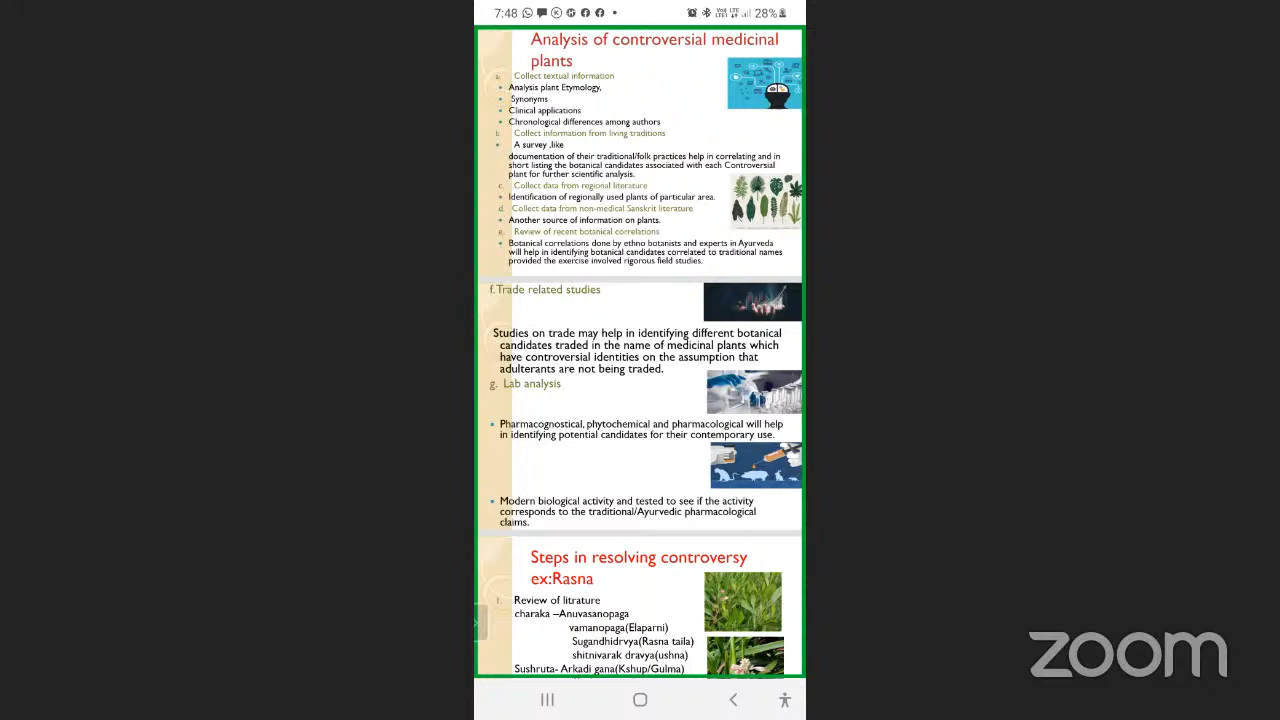 7:48
Vo) LTE
LTE1
28%
Analysis of controversial medicinal
plants
a. Collect textual information
• Analysis plant Etymology,
• Synonyms
• Clinical applications
• Chronological differences among authors
b. Collect information from living traditions
• A survey ,like
documentation of their traditional/folk practices help in correlating and in
short listing the botanical candidates associated with each Controversial
plant for further scientific analysis.
c. Collect data from regional literature
• Identification of regionally used plants of particular area.
d. Collect data from non-medical Sanskrit literature
• Another source of information on plants.
e. Review of recent botanical correlations
• Botanical correlations done by ethno botanists and experts in Ayurveda
will help in identifying botanical candidates correlated to traditional names
provided the exercise involved rigorous field studies.
f. Trade related studies
Studies on trade may help in identifying different botanical
candidates traded in the name of medicinal plants which
have controversial identities on the assumption that
adulterants are not being traded.
g. Lab analysis
• Pharmacognostical, phytochemical and pharmacological will help
in identifying potential candidates for their contemporary use.
• Modern biological activity and tested to see if the activity
corresponds to the traditional/Ayurvedic pharmacological
claims.
Steps in resolving controversy
ex:Rasna
1. Review of litrature
charaka –Anuvasanopaga
vamanopaga(Elaparni)
Sugandhidrvya(Rasna taila)
shitnivarak dravya(ushna)
Sushruta- Arkadi gana(Kshup/Gulma)
zoom